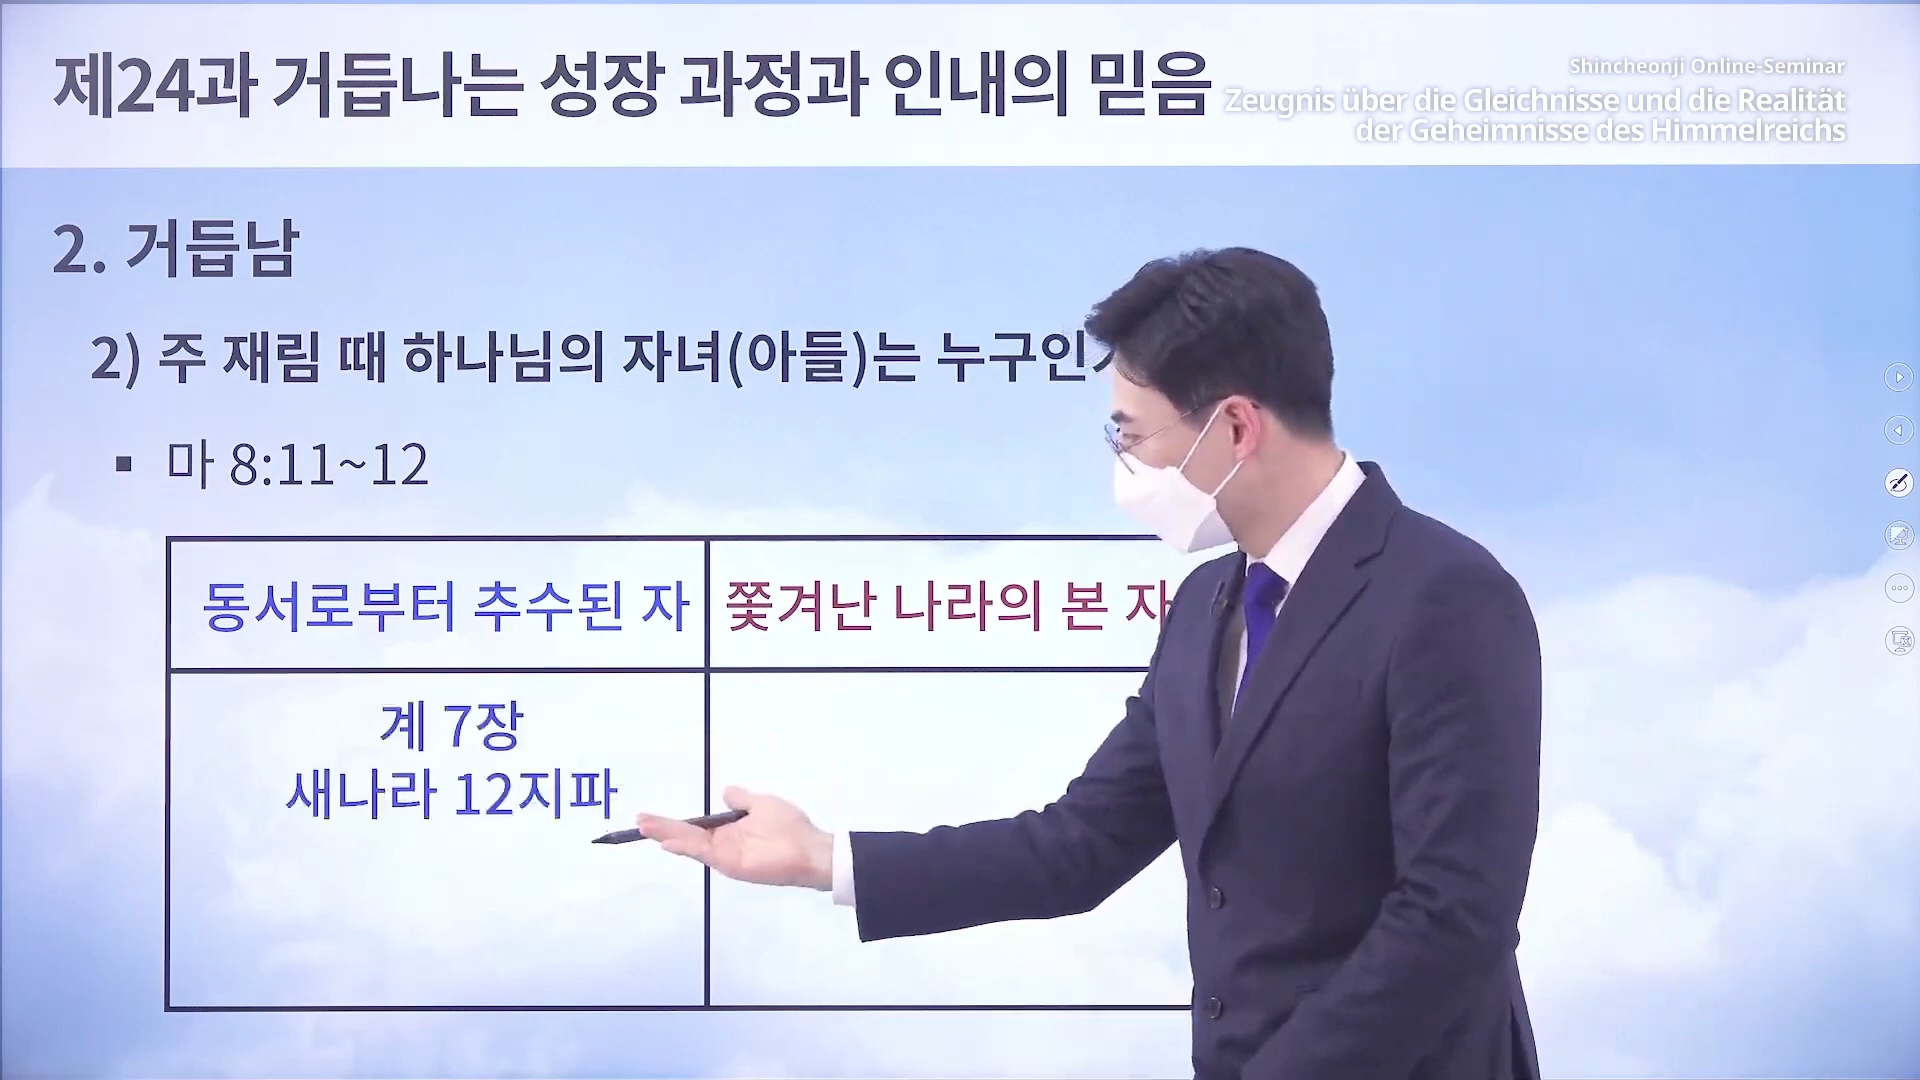 제24과 거듭나는 성장 과정과 인내의 믿음
Shincheonji Online-Seminar
Zeugnis über die Gleichnisse und die Realität
der Geheimnisse des Himmelreichs
2. 거듭남
2) 주 재림 때 하나님의 자녀(아들)는 누구인
▪ 마 8:11~12
동서로부터 추수된 자
쫓겨난 나라의 본 자
계 7장
새나라 12지파